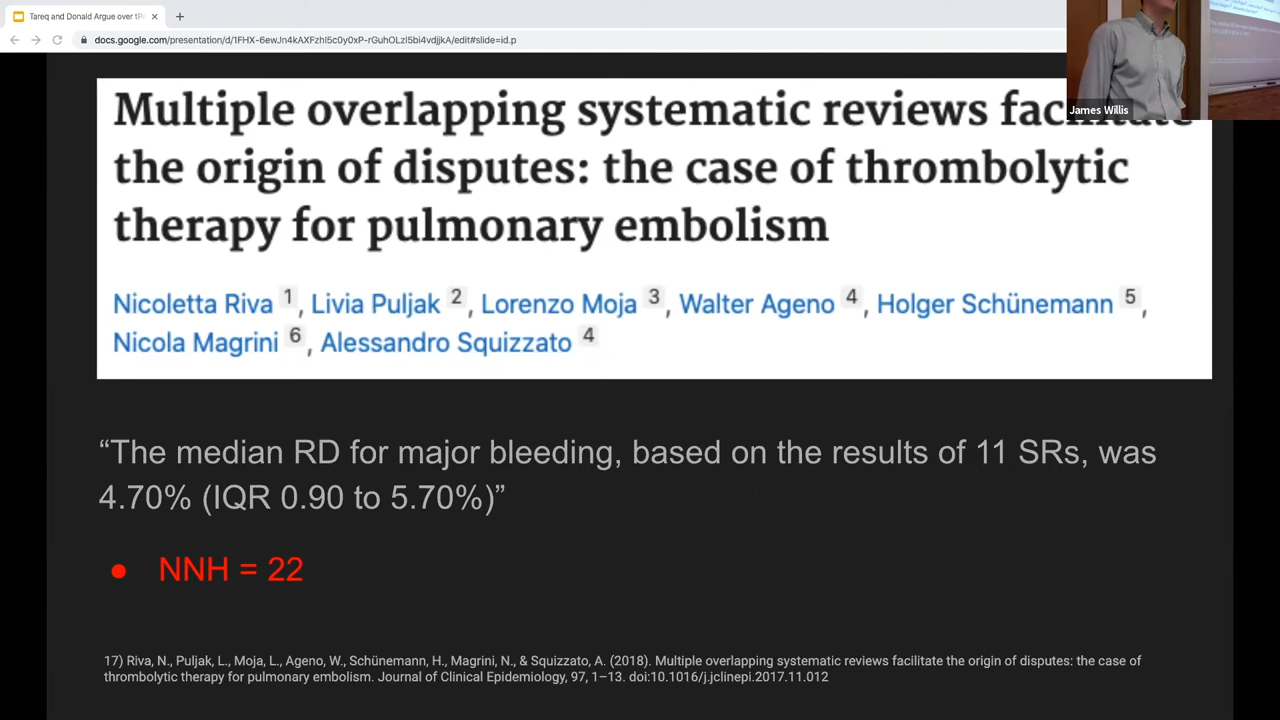 Tareq and Donald Argue over tP
docs.google.com/presentation/d/1FHX-6ewJn4kAXFzhl5c0y0xP-rGuhOLzl5bi4vdjjkA/edit#slide=id.p
James Willis
Multiple overlapping systematic reviews facilitate
the origin of disputes: the case of thrombolytic
therapy for pulmonary embolism
Nicoletta Riva 1, Livia Puljak 2, Lorenzo Moja 3, Walter Ageno 4, Holger Schünemann 5,
Nicola Magrini 6, Alessandro Squizzato 4
“The median RD for major bleeding, based on the results of 11 SRs, was
4.70% (IQR 0.90 to 5.70%)”
● NNH = 22
17) Riva, N., Puljak, L., Moja, L., Ageno, W., Schünemann, H., Magrini, N., & Squizzato, A. (2018). Multiple overlapping systematic reviews facilitate the origin of disputes: the case of
thrombolytic therapy for pulmonary embolism. Journal of Clinical Epidemiology, 97, 1–13. doi:10.1016/j.jclinepi.2017.11.012